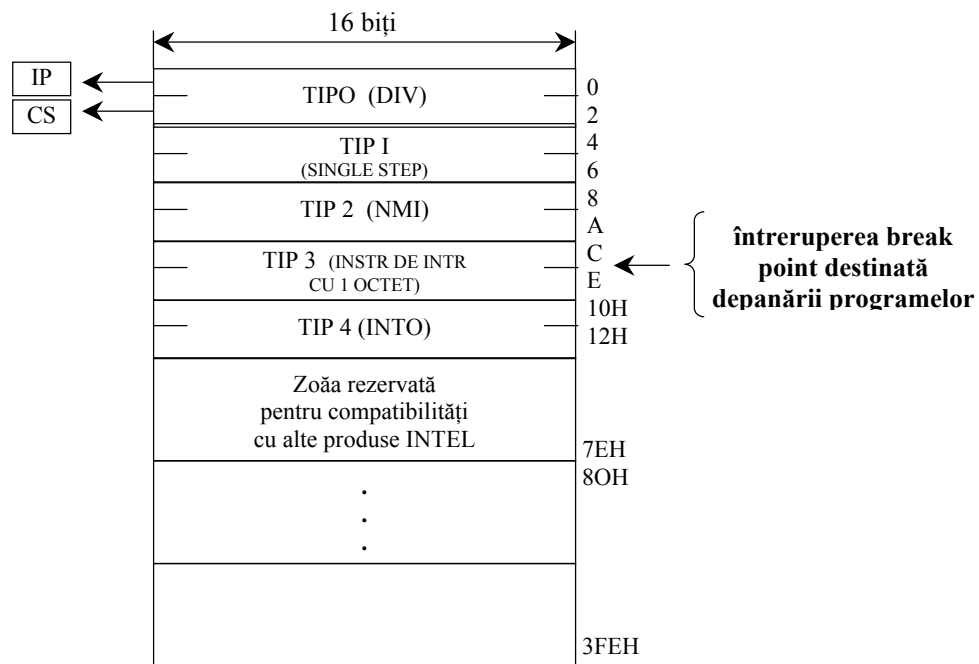 16 biți
IP
CS
TIPO (DIV)
0
2
TIP I
(SINGLE STEP)
4
6
TIP 2 (NMI)
8
A
TIP 3 (INSTR DE INTR
CU 1 OCTET)
C
E
întreruperea break
point destinată
depanării programelor
TIP 4 (INTO)
10H
12H
Zoăa rezervată
pentru compatibilități
cu alte produse INTEL
7EH
8OH
.
.
.
3FEH